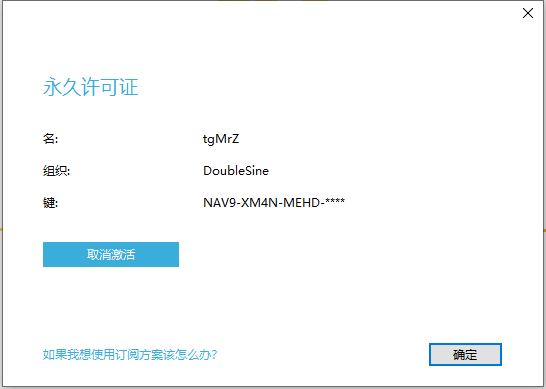 永久许可证
名: tgMrZ
组织: DoubleSine
键: NAV9-XM4N-MEHD-****
取消激活
如果我想使用订阅方案该怎么办?
确定